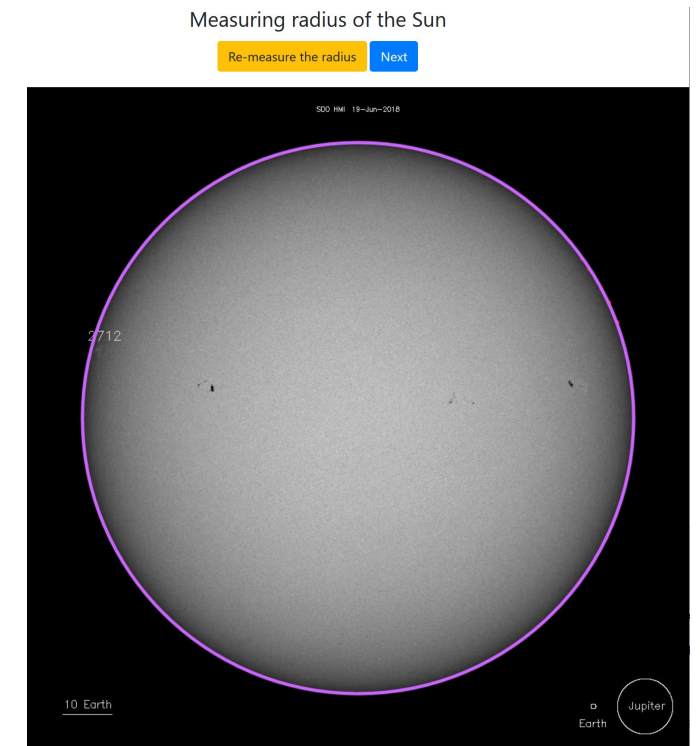 Measuring radius of the Sun
Re-measure the radius Next
SDO HMI 19-Jun-2018
2712
10 Earth
Jupiter
Earth